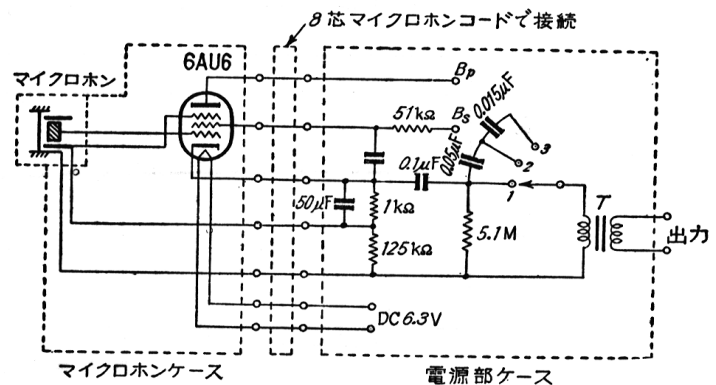 8芯マイクロホンコードで接続
6AU6
マイクロホン
Bp
51kΩ
Bs
0.015μF
0.05μF
3
2
1
0.1μF
50μF
1kΩ
125kΩ
5.1M
T
出力
DC6.3V
マイクロホンケース
電源部ケース